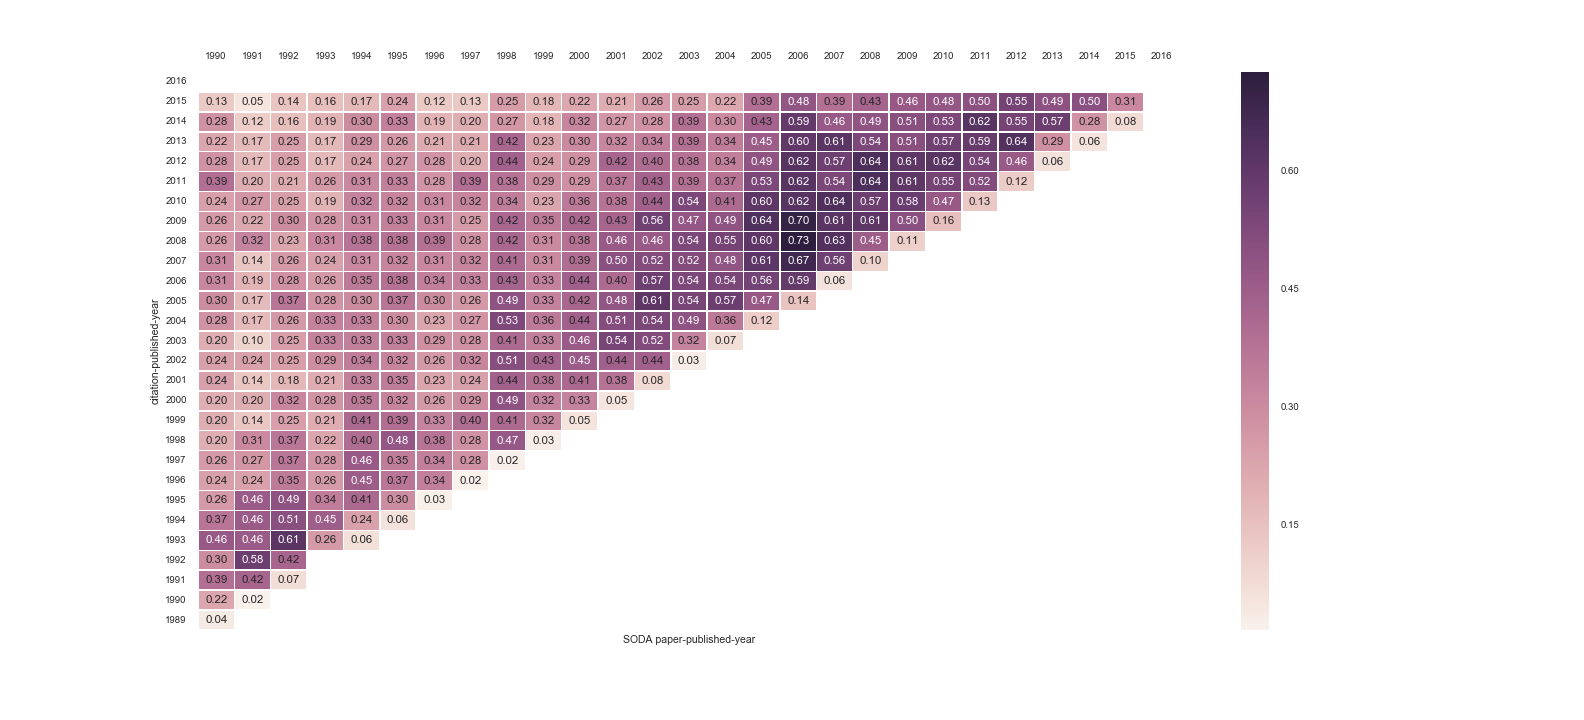 1990 1991 1992 1993 1994 1995 1996 1997 1998 1999 2000 2001 2002 2003 2004 2005 2006 2007 2008 2009 2010 2011 2012 2013 2014 2015 2016
2016
2015 0.13 0.05 0.14 0.16 0.17 0.24 0.12 0.13 0.25 0.18 0.22 0.21 0.26 0.25 0.22 0.39 0.48 0.39 0.43 0.46 0.48 0.50 0.55 0.49 0.50 0.31
2014 0.28 0.12 0.16 0.19 0.30 0.33 0.19 0.20 0.27 0.18 0.32 0.27 0.28 0.39 0.30 0.43 0.59 0.46 0.49 0.51 0.53 0.62 0.55 0.57 0.28 0.08
2013 0.22 0.17 0.25 0.17 0.29 0.26 0.21 0.21 0.42 0.23 0.30 0.32 0.34 0.39 0.34 0.45 0.60 0.61 0.54 0.51 0.57 0.59 0.64 0.29 0.06
2012 0.28 0.17 0.25 0.17 0.24 0.27 0.28 0.20 0.44 0.24 0.29 0.42 0.40 0.38 0.34 0.49 0.62 0.57 0.64 0.61 0.62 0.54 0.46 0.06
2011 0.39 0.20 0.21 0.26 0.31 0.33 0.28 0.39 0.38 0.29 0.29 0.37 0.43 0.39 0.37 0.53 0.62 0.54 0.64 0.61 0.55 0.52 0.12
2010 0.24 0.27 0.25 0.19 0.32 0.32 0.31 0.32 0.34 0.23 0.36 0.38 0.44 0.54 0.41 0.60 0.62 0.64 0.57 0.58 0.47 0.13
2009 0.26 0.22 0.30 0.28 0.31 0.33 0.31 0.25 0.42 0.35 0.42 0.43 0.56 0.47 0.49 0.64 0.70 0.61 0.61 0.50 0.16
2008 0.26 0.32 0.23 0.31 0.38 0.38 0.39 0.28 0.42 0.31 0.38 0.46 0.46 0.54 0.55 0.60 0.73 0.63 0.45 0.11
2007 0.31 0.14 0.26 0.24 0.31 0.32 0.31 0.32 0.41 0.31 0.39 0.50 0.52 0.52 0.48 0.61 0.67 0.56 0.10
2006 0.31 0.19 0.28 0.26 0.35 0.38 0.34 0.33 0.43 0.33 0.44 0.40 0.57 0.54 0.54 0.56 0.59 0.06
2005 0.30 0.17 0.37 0.28 0.30 0.37 0.30 0.26 0.49 0.33 0.42 0.48 0.61 0.54 0.57 0.47 0.14
2004 0.28 0.17 0.26 0.33 0.33 0.30 0.23 0.27 0.53 0.36 0.44 0.51 0.54 0.49 0.36 0.12
2003 0.20 0.10 0.25 0.33 0.33 0.33 0.29 0.28 0.41 0.33 0.46 0.54 0.52 0.32 0.07
2002 0.24 0.24 0.25 0.29 0.34 0.32 0.26 0.32 0.51 0.43 0.45 0.44 0.44 0.03
2001 0.24 0.14 0.18 0.21 0.33 0.35 0.23 0.24 0.44 0.38 0.41 0.38 0.08
2000 0.20 0.20 0.32 0.28 0.35 0.32 0.26 0.29 0.49 0.32 0.33 0.05
1999 0.20 0.14 0.25 0.21 0.41 0.39 0.33 0.40 0.41 0.32 0.05
1998 0.20 0.31 0.37 0.22 0.40 0.48 0.38 0.28 0.47 0.03
1997 0.26 0.27 0.37 0.28 0.46 0.35 0.34 0.28 0.02
1996 0.24 0.24 0.35 0.26 0.45 0.37 0.34 0.02
1995 0.26 0.46 0.49 0.34 0.41 0.30 0.03
1994 0.37 0.46 0.51 0.45 0.24 0.06
1993 0.46 0.46 0.61 0.26 0.06
1992 0.30 0.58 0.42
1991 0.39 0.42 0.07
1990 0.22 0.02
1989 0.04
citation-published-year
SODA paper-published-year
0.60
0.45
0.30
0.15